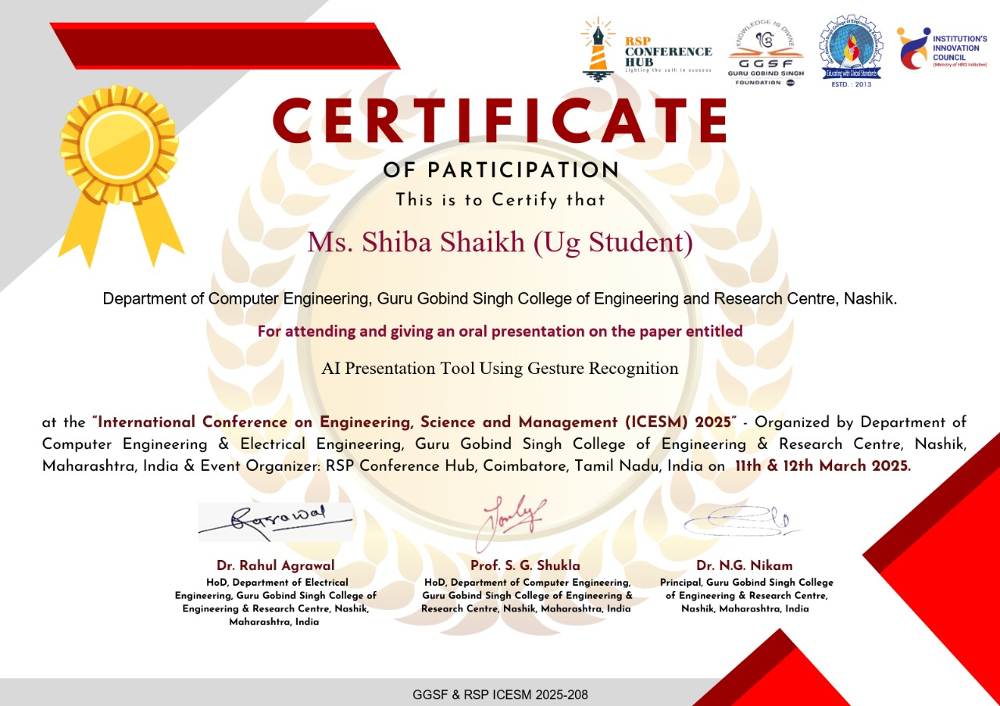 RSP
CONFERENCE
HUB
Lighting the path to success
KNOWLEDGE IS DIVINE
GGSF
GURU GOBIND SINGH
FOUNDATION
Guru Gobind Singh College of Engineering &
Educating with Global Standards
ESTD. : 2013
INSTITUTION'S
INNOVATION
COUNCIL
(Ministry of HRD Initiative)
CERTIFICATE
OF PARTICIPATION
This is to Certify that
Ms. Shiba Shaikh (Ug Student)
Department of Computer Engineering, Guru Gobind Singh College of Engineering and Research Centre, Nashik.
For attending and giving an oral presentation on the paper entitled
AI Presentation Tool Using Gesture Recognition
at the “International Conference on Engineering, Science and Management (ICESM) 2025” - Organized by Department of
Computer Engineering & Electrical Engineering, Guru Gobind Singh College of Engineering & Research Centre, Nashik,
Maharashtra, India & Event Organizer: RSP Conference Hub, Coimbatore, Tamil Nadu, India on 11th & 12th March 2025.
Dr. Rahul Agrawal
HoD, Department of Electrical
Engineering, Guru Gobind Singh College of
Engineering & Research Centre, Nashik,
Maharashtra, India
Prof. S. G. Shukla
HoD, Department of Computer Engineering,
Guru Gobind Singh College of Engineering &
Research Centre, Nashik, Maharashtra, India
Dr. N.G. Nikam
Principal, Guru Gobind Singh College
of Engineering & Research Centre,
Nashik, Maharashtra, India
GGSF & RSP ICESM 2025-208